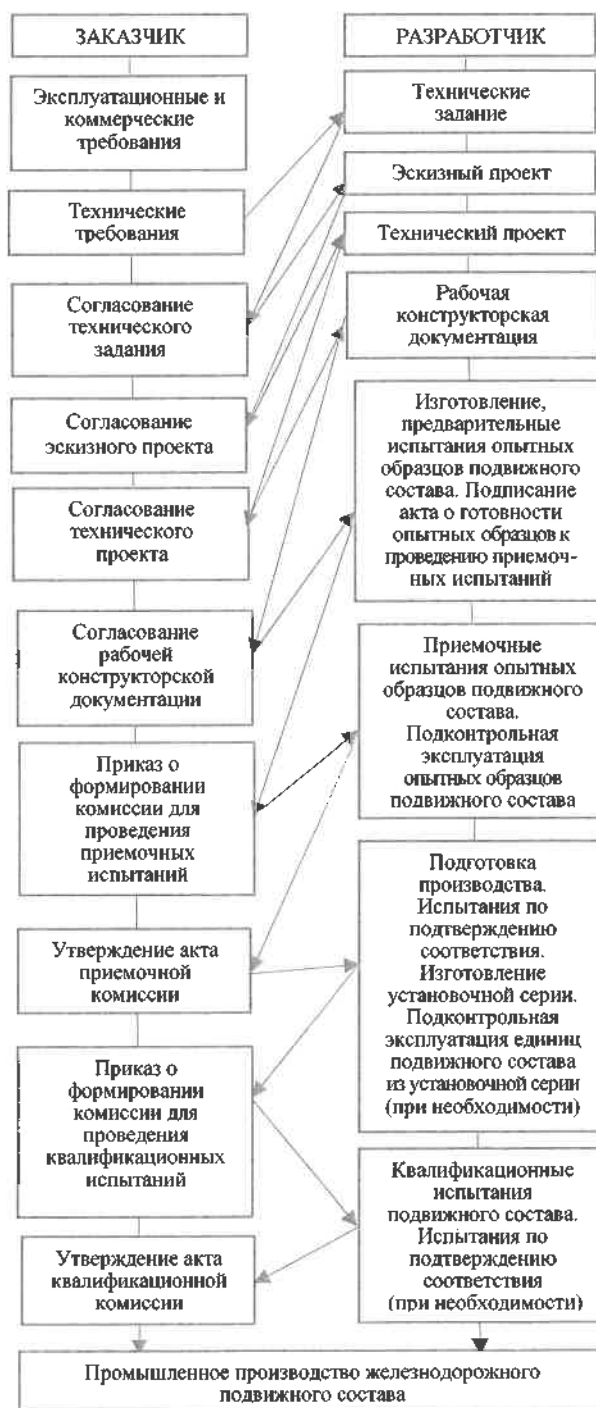 ЗАКАЗЧИК
Эксплуатационные и
коммерческие
требования
Технические
требования
Согласование
технического
задания
Согласование
эскизного проекта
Согласование
технического
проекта
Согласование
рабочей
конструкторской
документации
Приказ о
формировании
комиссии для
проведения
приемочных
испытаний
Утверждение акта
приемочной
комиссии
Приказ о
формировании
комиссии для
проведения
квалификационных
испытаний
Утверждение акта
квалификационной
комиссии
РАЗРАБОТЧИК
Технические
задание
Эскизный проект
Технический проект
Рабочая
конструкторская
документация
Изготовление,
предварительные
испытания опытных
образцов подвижного
состава. Подписание
акта о готовности
опытных образцов к
проведению приемоч-
ных испытаний
Приемочные
испытания опытных
образцов подвижного
состава.
Подконтрольная
эксплуатация
опытных образцов
подвижного состава
Подготовка
производства.
Испытания по
подтверждению
соответствия.
Изготовление
установочной серии.
Подконтрольная
эксплуатация единиц
подвижного состава
из установочной серии
(при необходимости)
Квалификационные
испытания
подвижного состава.
Испытания по
подтверждению
соответствия
(при необходимости)
Промышленное производство железнодорожного
подвижного состава